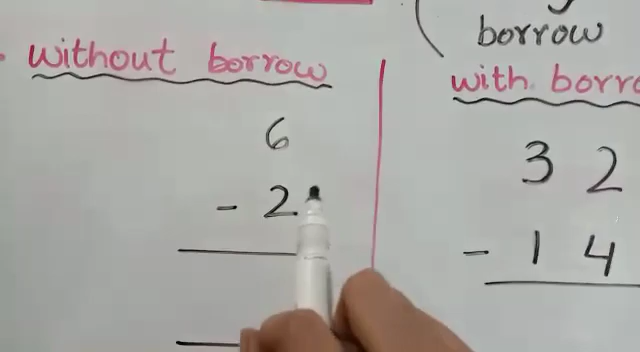 borrow
without borrow
with borro
6
- 2
3 2
- 1 4